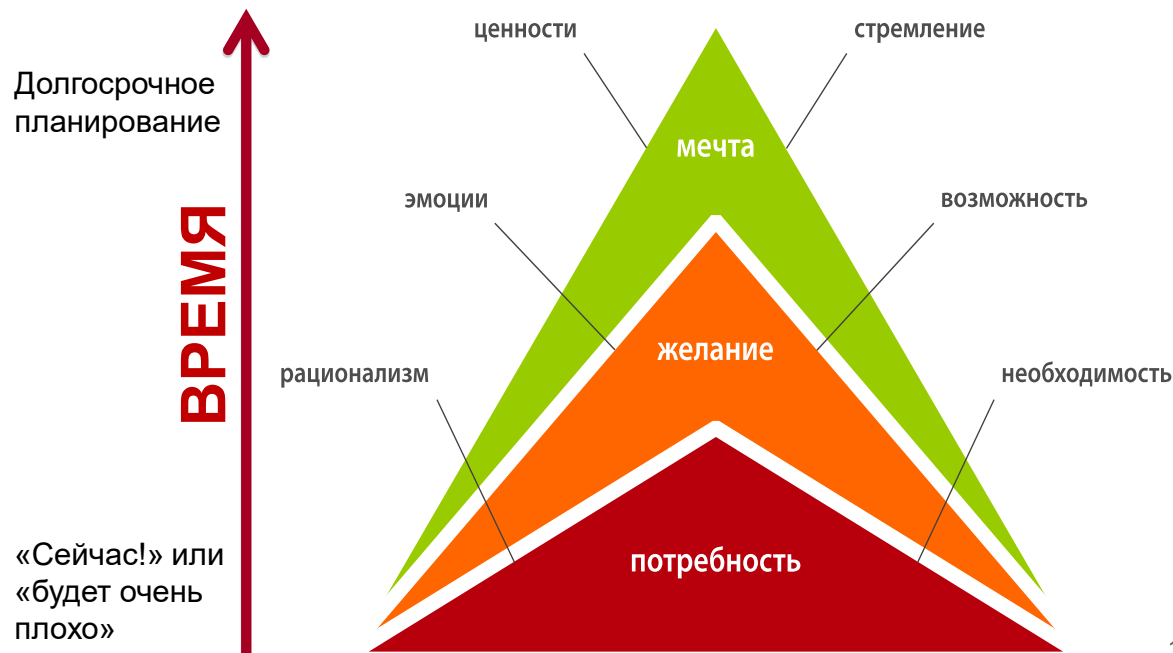 ценности
стремление
Долгосрочное
планирование
мечта
эмоции
возможность
ВРЕМЯ
желание
рационализм
необходимость
«Сейчас!» или
«будет очень
плохо»
потребность